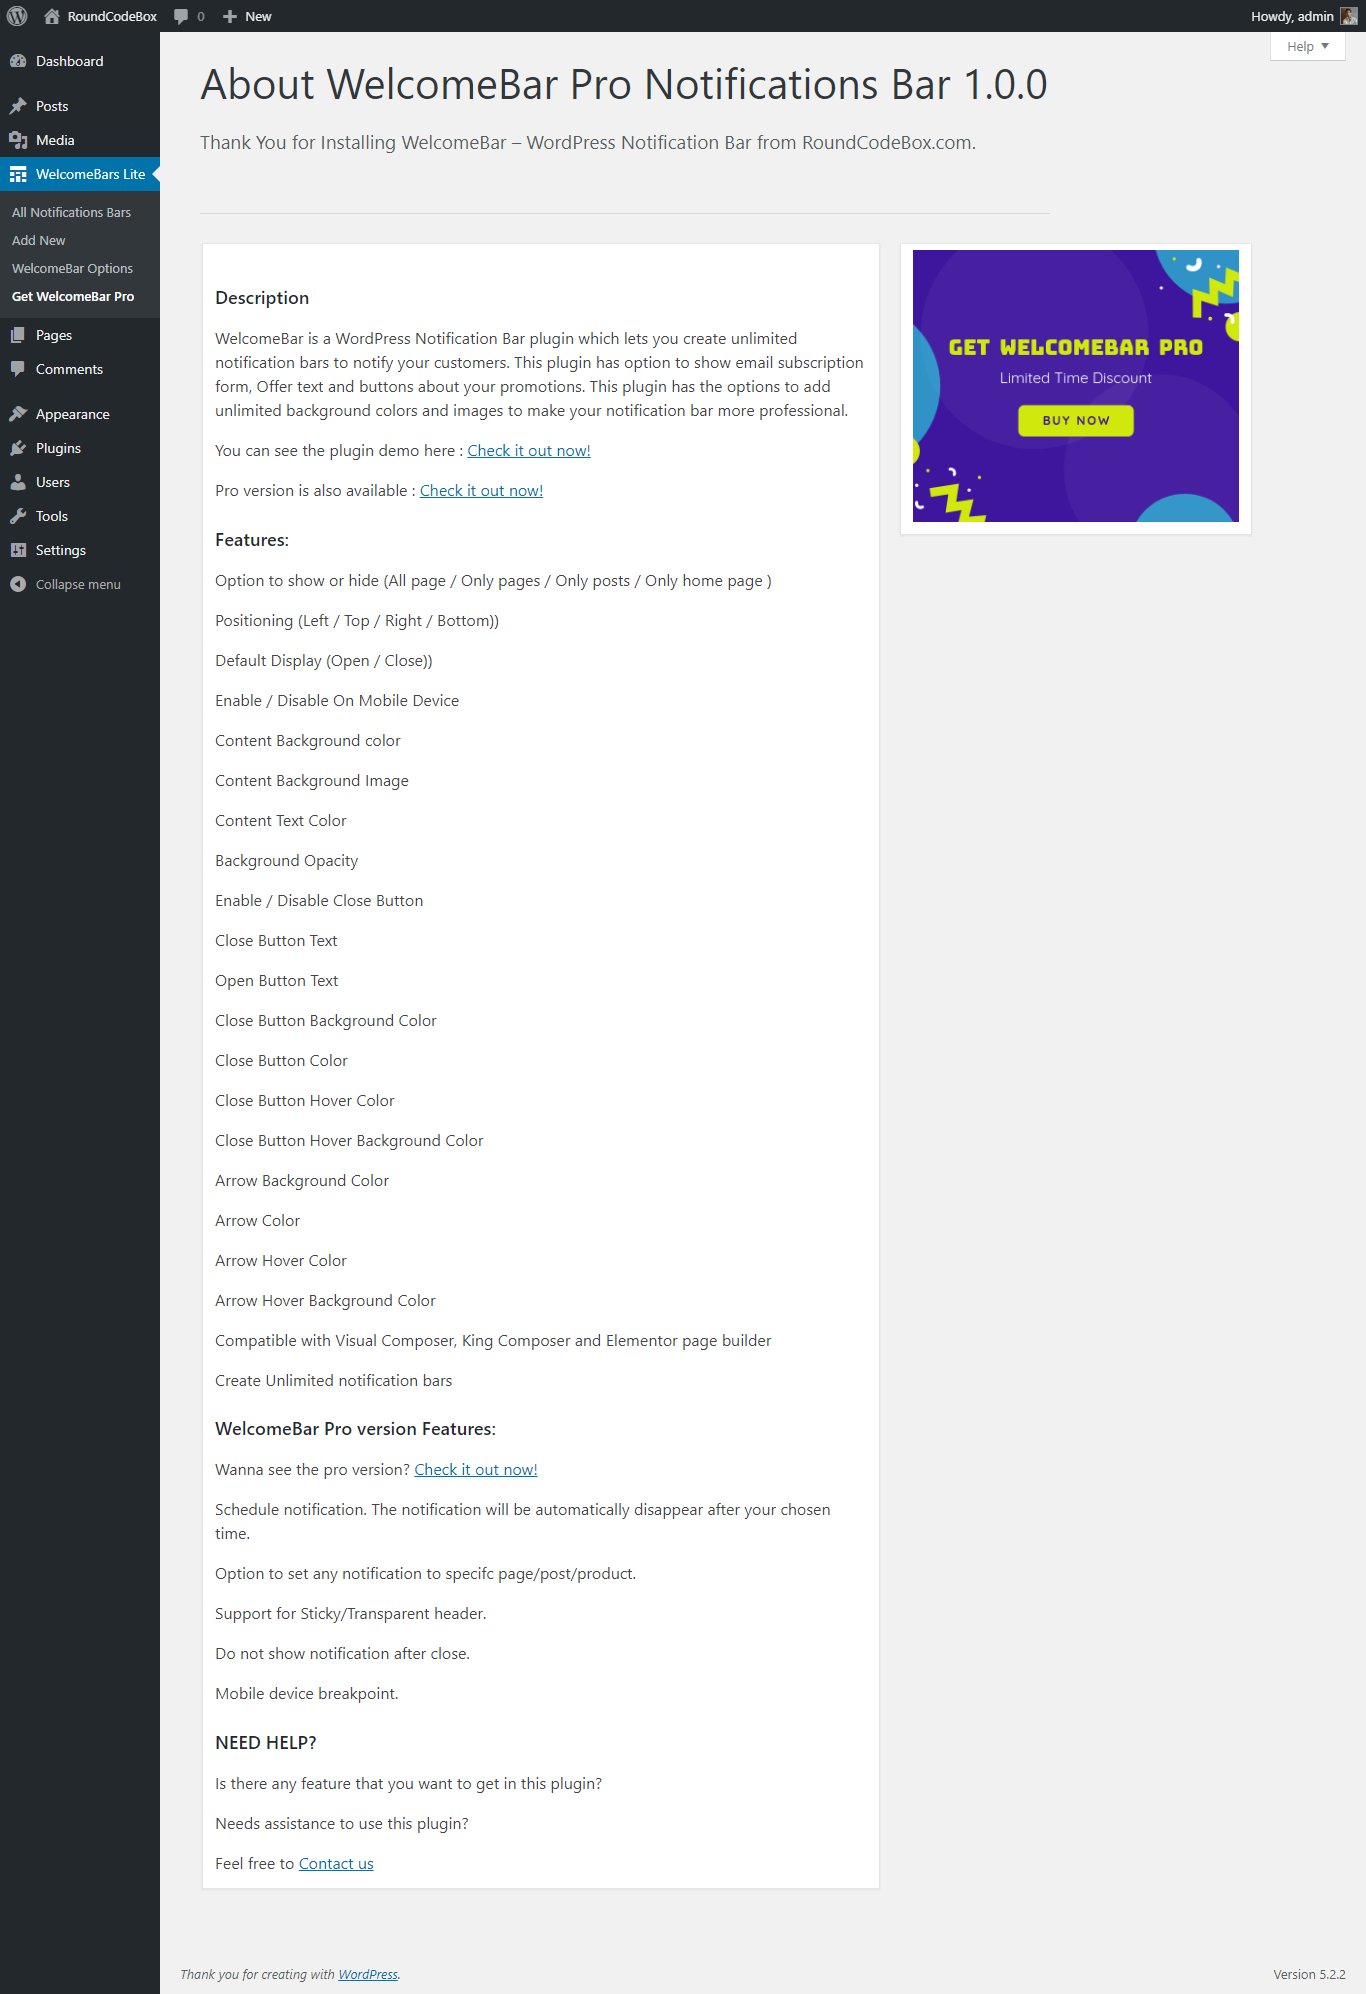 RoundCodeBox 0 New Howdy, admin
Help
Dashboard
Posts
Media
WelcomeBars Lite
All Notifications Bars
Add New
WelcomeBar Options
Get WelcomeBar Pro
Pages
Comments
Appearance
Plugins
Users
Tools
Settings
Collapse menu
About WelcomeBar Pro Notifications Bar 1.0.0
Thank You for Installing WelcomeBar – WordPress Notification Bar from RoundCodeBox.com.
Description
WelcomeBar is a WordPress Notification Bar plugin which lets you create unlimited
notification bars to notify your customers. This plugin has option to show email subscription
form, Offer text and buttons about your promotions. This plugin has the options to add
unlimited background colors and images to make your notification bar more professional.
You can see the plugin demo here : Check it out now!
Pro version is also available : Check it out now!
Features:
Option to show or hide (All page / Only pages / Only posts / Only home page )
Positioning (Left / Top / Right / Bottom))
Default Display (Open / Close))
Enable / Disable On Mobile Device
Content Background color
Content Background Image
Content Text Color
Background Opacity
Enable / Disable Close Button
Close Button Text
Open Button Text
Close Button Background Color
Close Button Color
Close Button Hover Color
Close Button Hover Background Color
Arrow Background Color
Arrow Color
Arrow Hover Color
Arrow Hover Background Color
Compatible with Visual Composer, King Composer and Elementor page builder
Create Unlimited notification bars
WelcomeBar Pro version Features:
Wanna see the pro version? Check it out now!
Schedule notification. The notification will be automatically disappear after your chosen
time.
Option to set any notification to specifc page/post/product.
Support for Sticky/Transparent header.
Do not show notification after close.
Mobile device breakpoint.
NEED HELP?
Is there any feature that you want to get in this plugin?
Needs assistance to use this plugin?
Feel free to Contact us
GET WELCOMEBAR PRO
Limited Time Discount
BUY NOW
Thank you for creating with WordPress.
Version 5.2.2